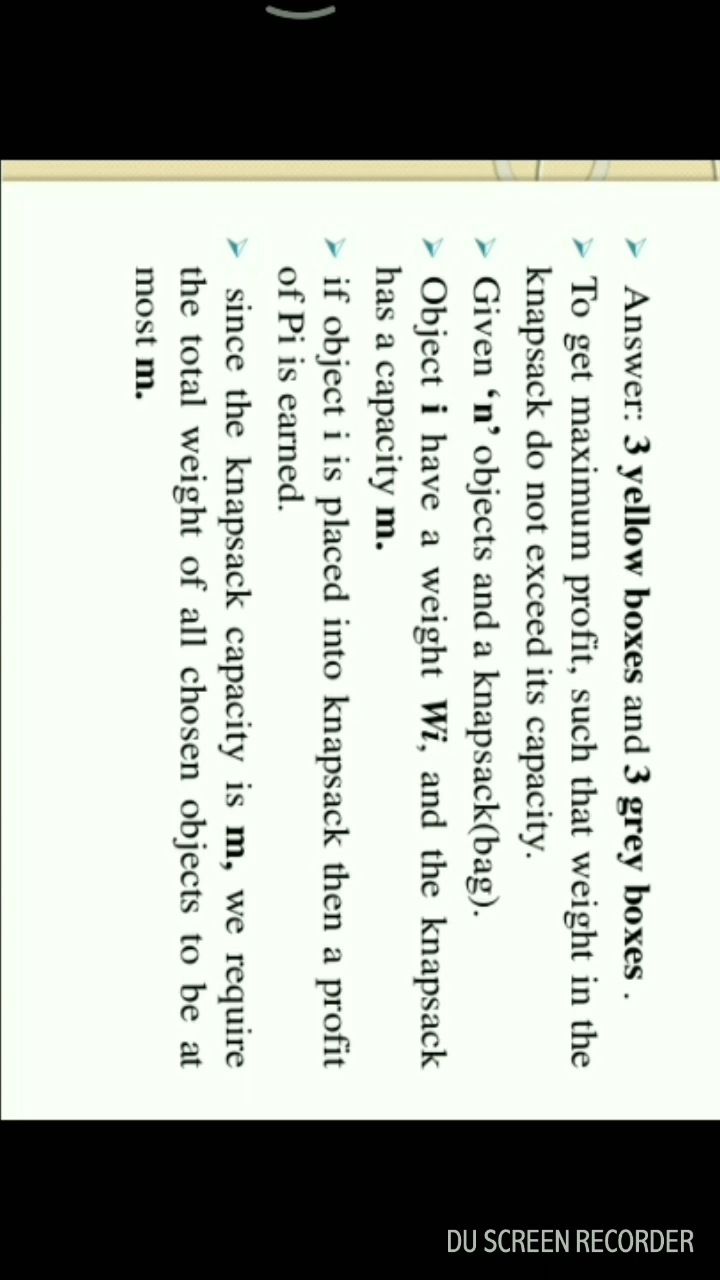 Answer: 3 yellow boxes and 3 grey boxes .
To get maximum profit, such that weight in the
knapsack do not exceed its capacity.
Given ‘n’ objects and a knapsack(bag).
Object i have a weight Wi, and the knapsack
has a capacity m.
if object i is placed into knapsack then a profit
of Pi is earned.
since the knapsack capacity is m, we require
the total weight of all chosen objects to be at
most m.
DU SCREEN RECORDER